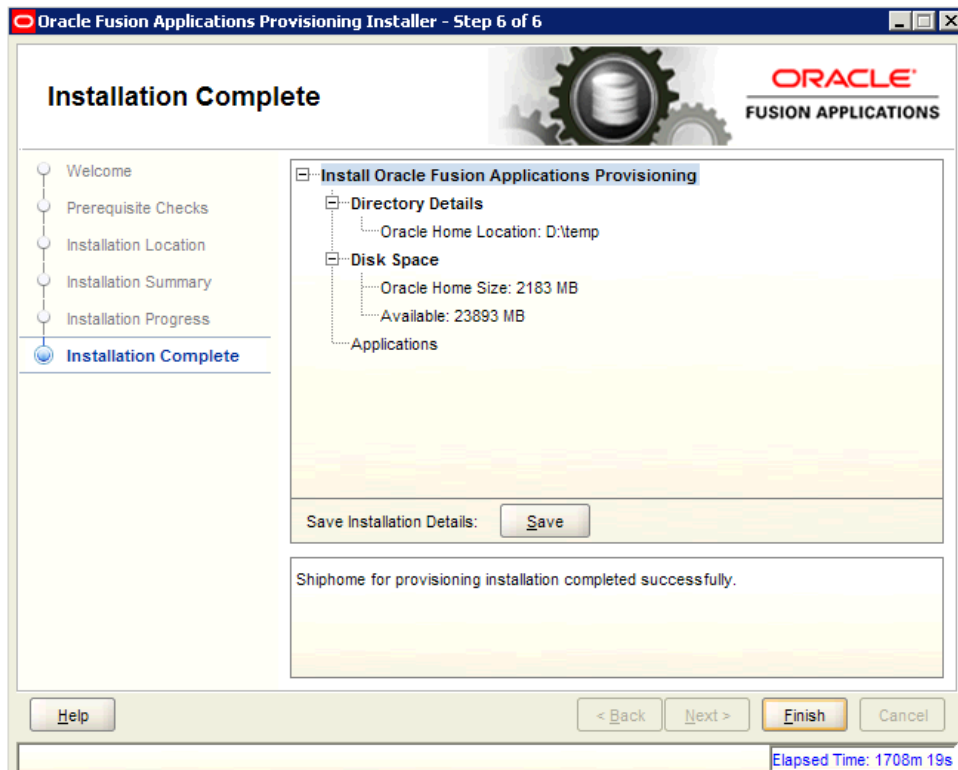 Oracle Fusion Applications Provisioning Installer - Step 6 of 6
Installation Complete
ORACLE
FUSION APPLICATIONS
Welcome
Prerequisite Checks
Installation Location
Installation Summary
Installation Progress
Installation Complete
Install Oracle Fusion Applications Provisioning
Directory Details
Oracle Home Location: D:\temp
Disk Space
Oracle Home Size: 2183 MB
Available: 23893 MB
Applications
Save Installation Details: Save
Shiphome for provisioning installation completed successfully.
Help < Back Next > Finish Cancel
Elapsed Time: 1708m 19s